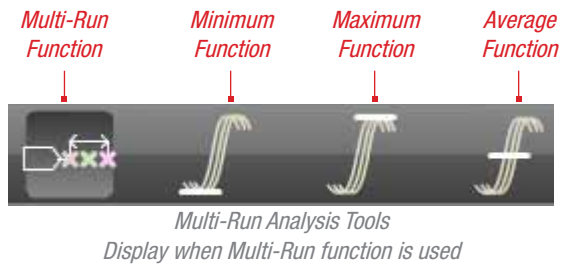 Multi-Run Function
Minimum Function
Maximum Function
Average Function
Multi-Run Analysis Tools
Display when Multi-Run function is used